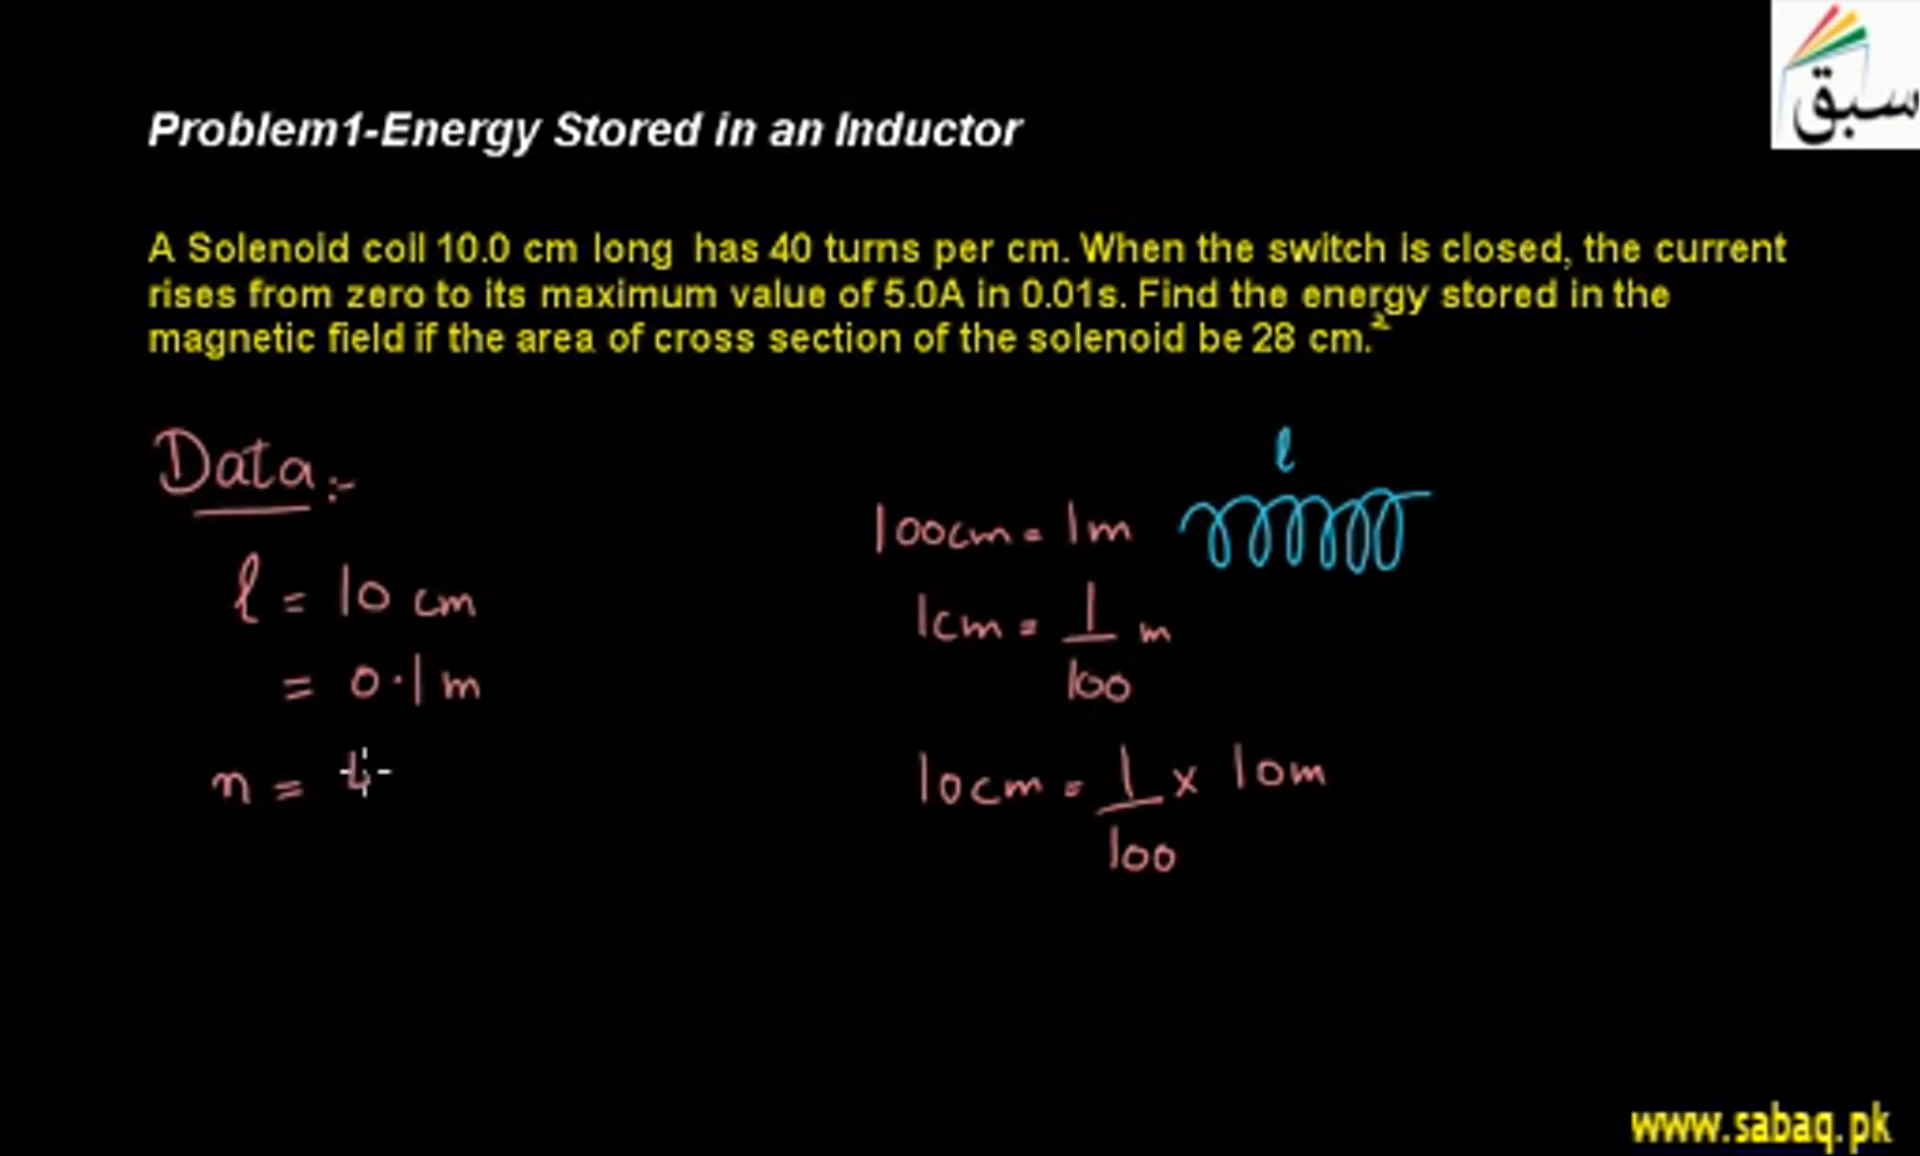 سبق
Problem1-Energy Stored in an Inductor
A Solenoid coil 10.0 cm long has 40 turns per cm. When the switch is closed, the current
rises from zero to its maximum value of 5.0A in 0.01s. Find the energy stored in the
magnetic field if the area of cross section of the solenoid be 28 cm.²
Data:-
l = 10 cm
= 0.1 m
n = 4
l
100cm = 1m
1cm = 1/100 m
10cm = 1/100 x 10m
www.sabaq.pk